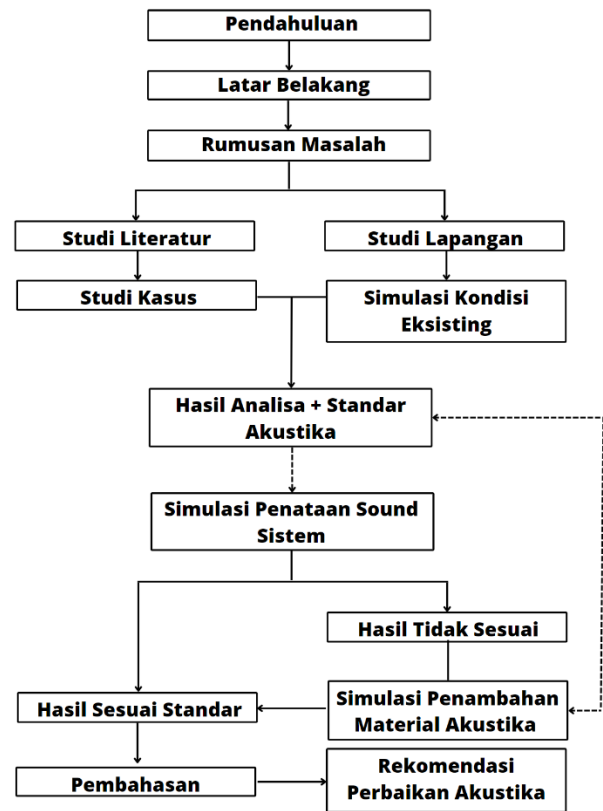 Pendahuluan
Latar Belakang
Rumusan Masalah
Studi Literatur
Studi Lapangan
Studi Kasus
Simulasi Kondisi
Eksisting
Hasil Analisa + Standar
Akustika
Simulasi Penataan Sound
Sistem
Hasil Tidak Sesuai
Hasil Sesuai Standar
Simulasi Penambahan
Material Akustika
Pembahasan
Rekomendasi
Perbaikan Akustika